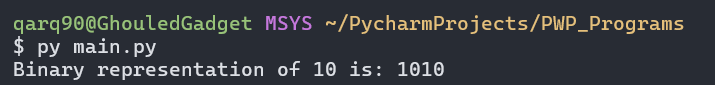 qarq90@GhouledGadget MSYS ~/PycharmProjects/PWP_Programs
$ py main.py
Binary representation of 10 is: 1010